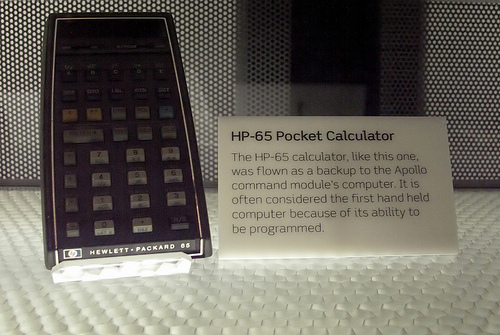 HEWLETT·PACKARD 65
HP-65 Pocket Calculator
The HP-65 calculator, like this one,
was flown as a backup to the Apollo
command module's computer. It is
often considered the first hand held
computer because of its ability to
be programmed.